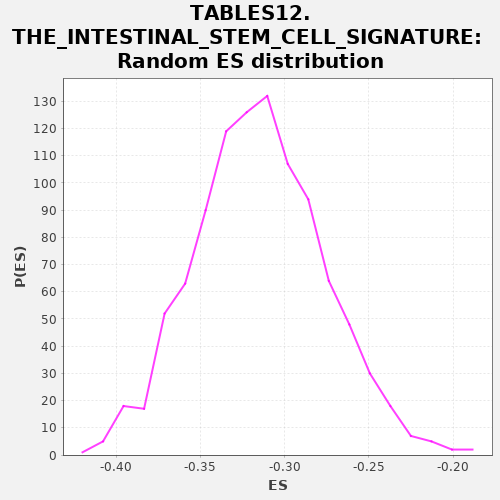 TABLES12.
THE_INTESTINAL_STEM_CELL_SIGNATURE:
Random ES distribution
130
120
110
100
90
80
70
60
50
40
30
20
10
0
P(ES)
-0.40 -0.35 -0.30 -0.25 -0.20
ES